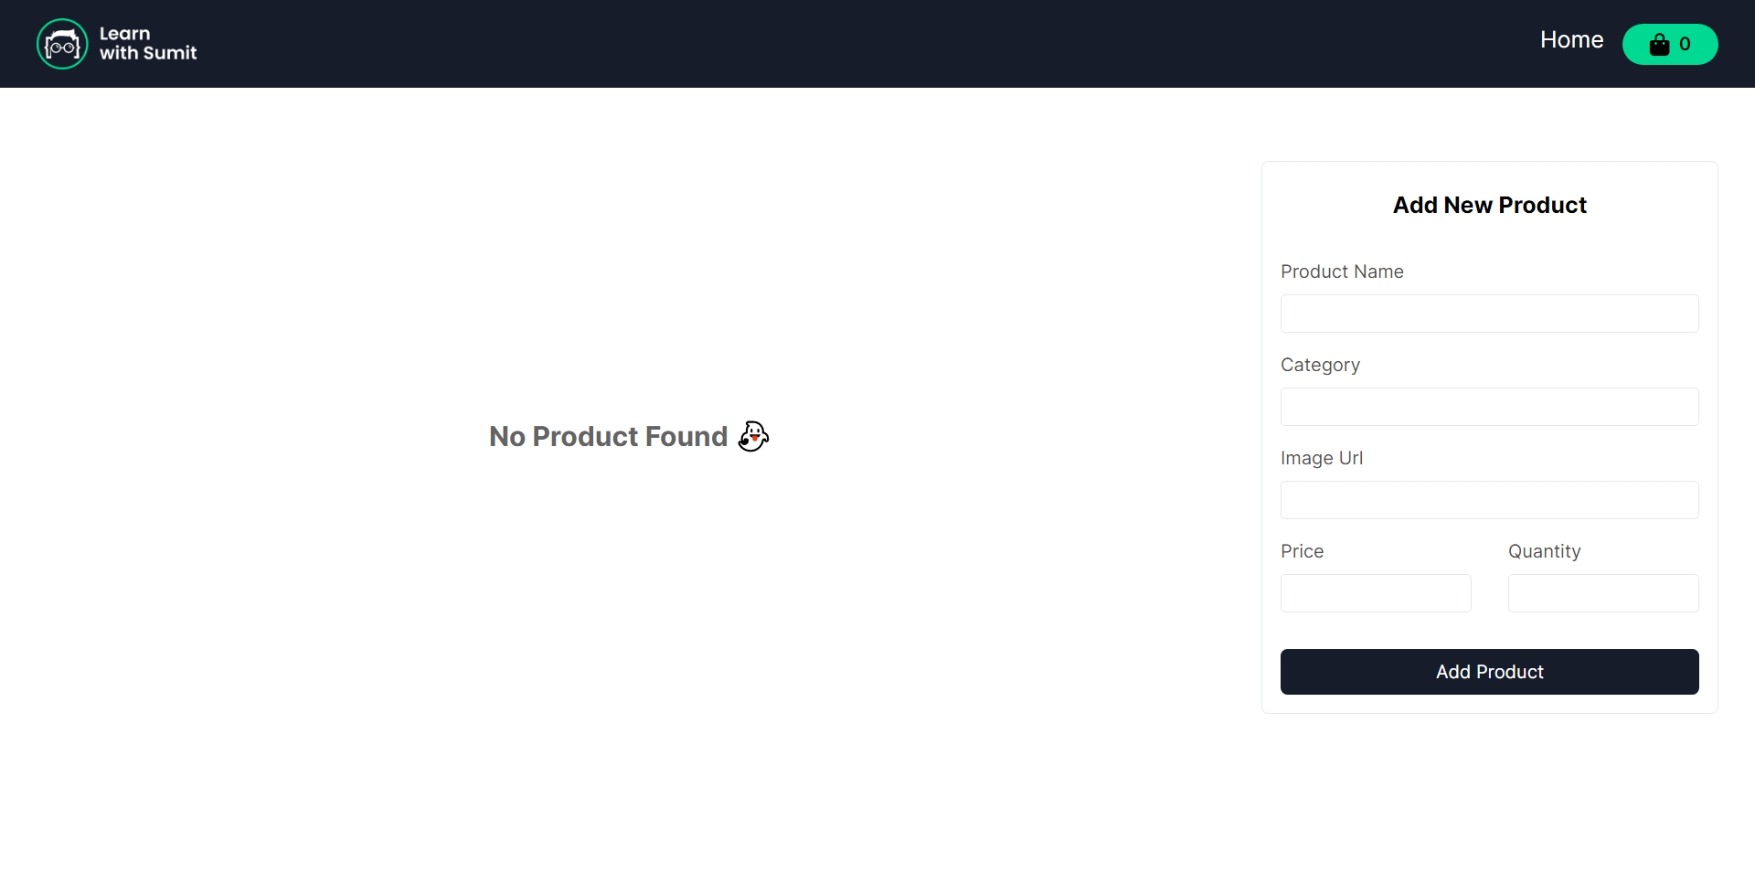 Learn
with Sumit
Home
0
No Product Found
Add New Product
Product Name
Category
Image Url
Price
Quantity
Add Product